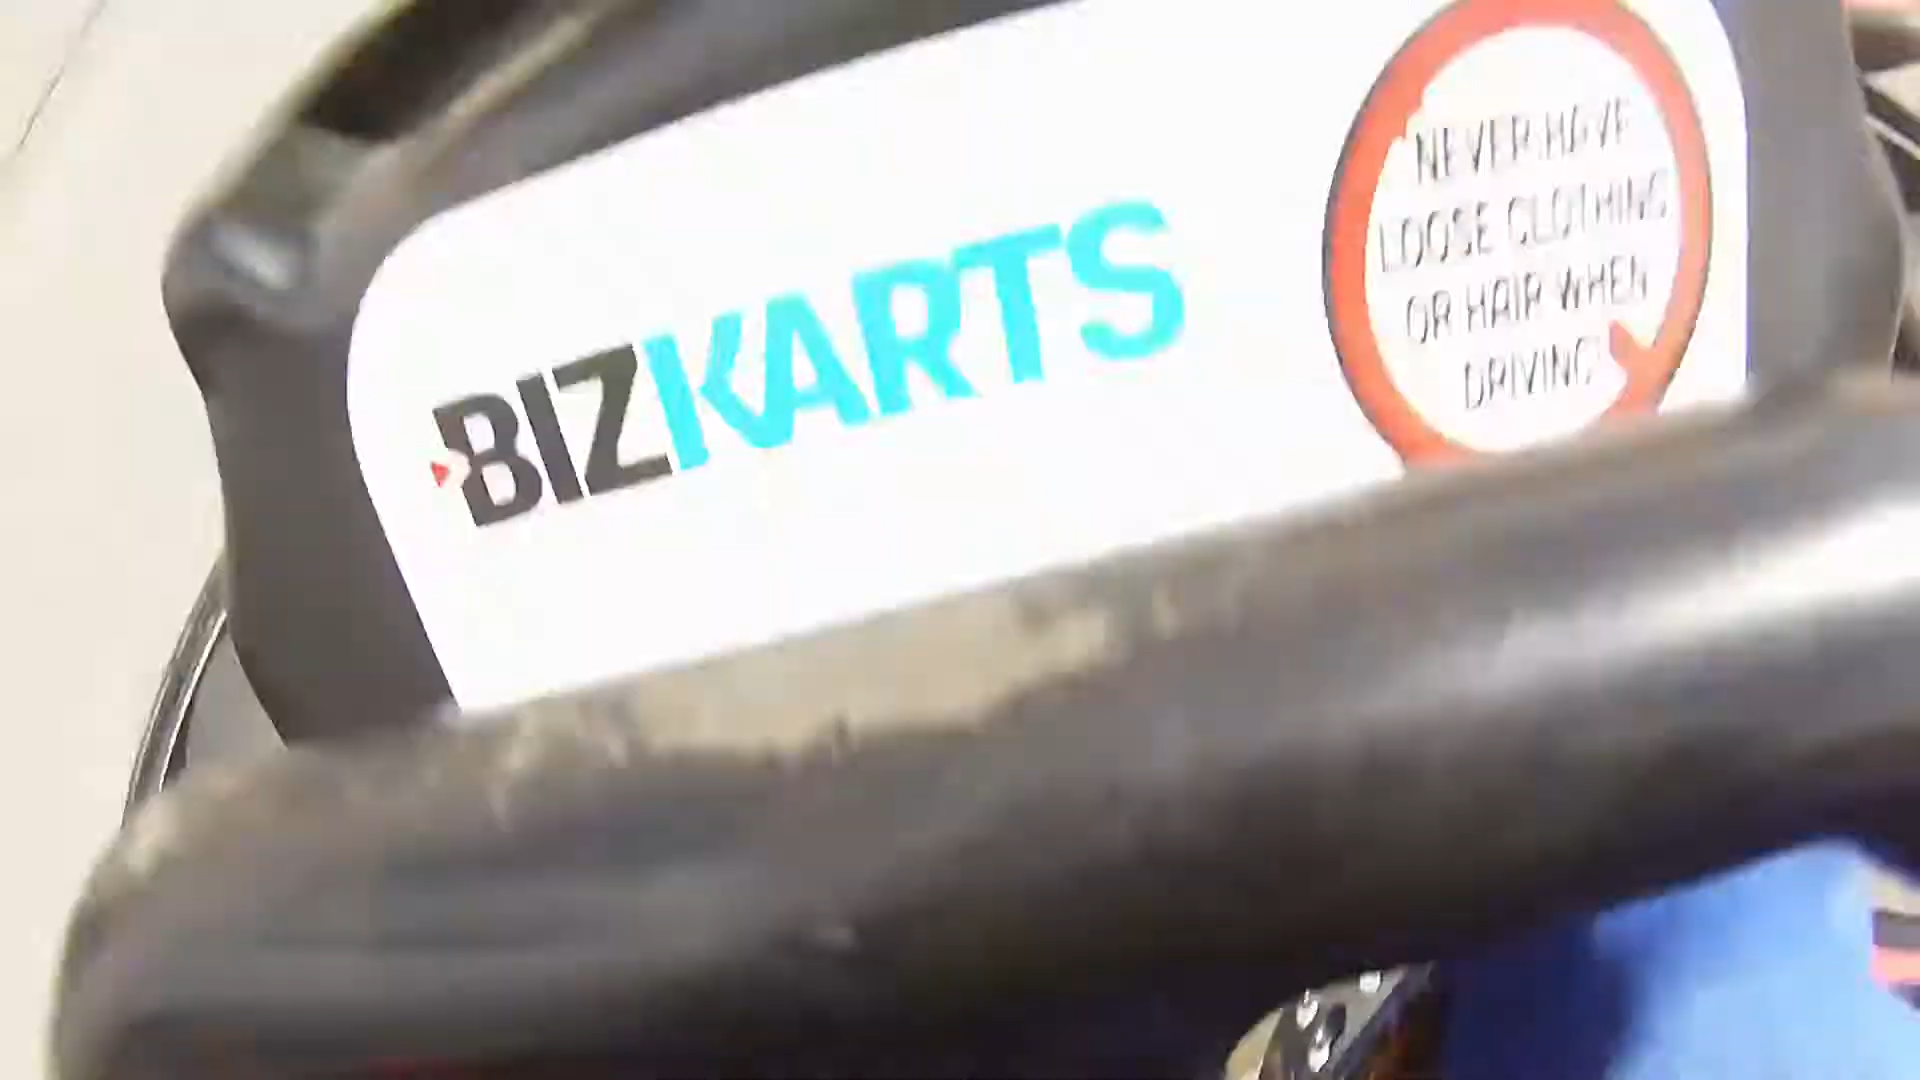 BIZKARTS
NEVER HAVE
LOOSE CLOTHING
OR HAIR WHEN
DRIVING